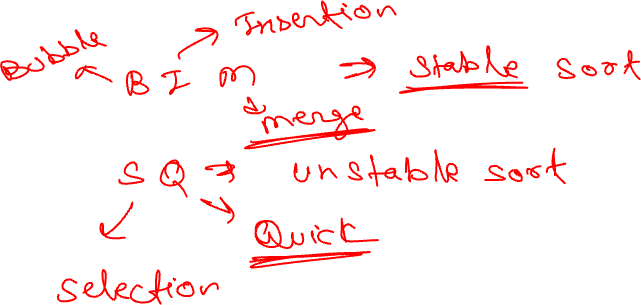 Insertion
Bubble B I M → Stable sort
merge
S Q → unstable sort
Quick
Selection